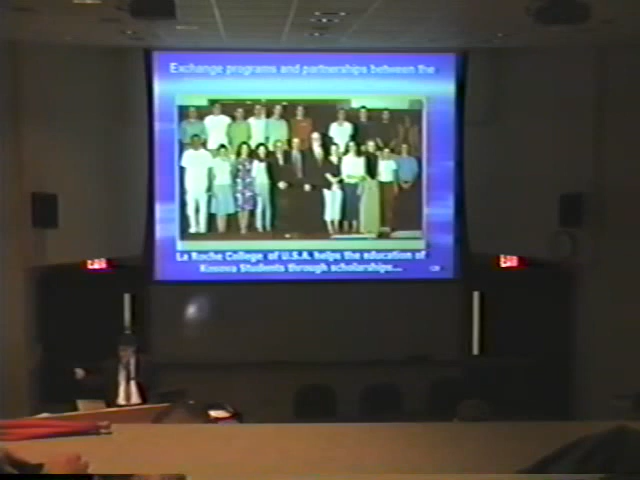 Exchange programs and partnerships between the
La Roche College of U.S.A. helps the education of
Kosova Students through scholarships...
EXIT
EXIT